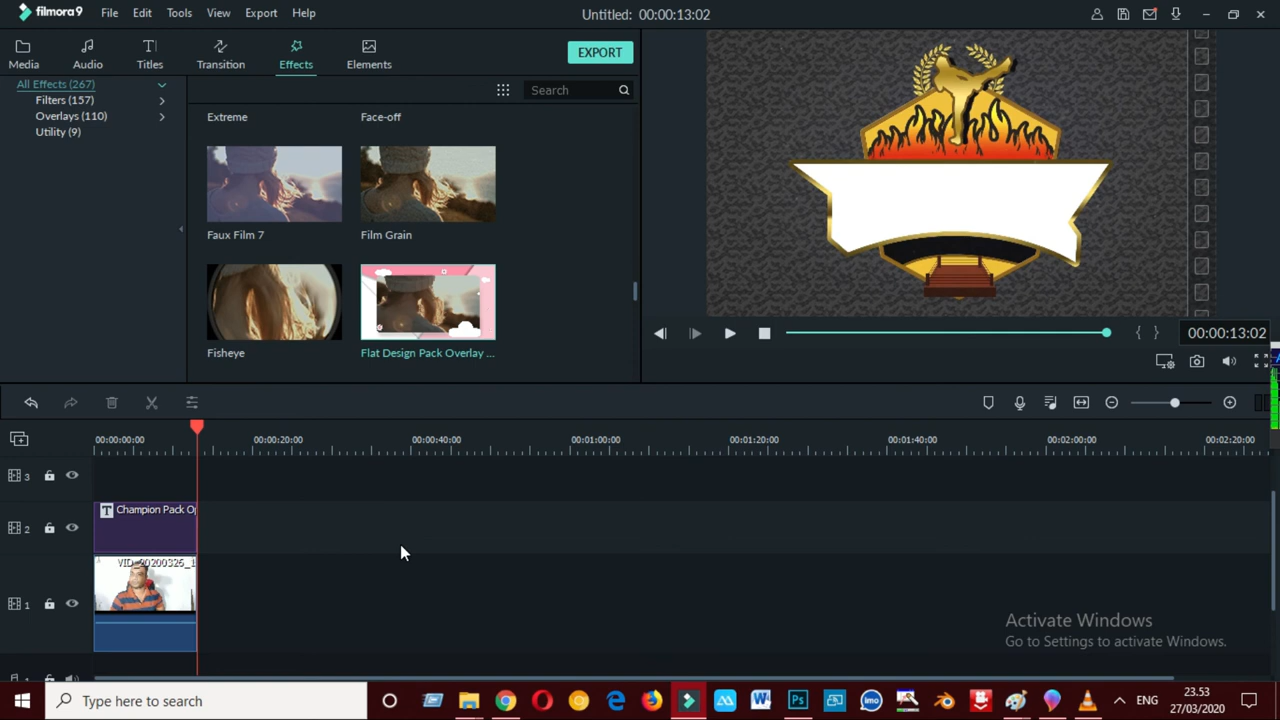 filmora9 File Edit Tools View Export Help Untitled: 00:00:13:02
Media Audio Titles Transition Effects Elements EXPORT
All Effects (267)
Filters (157)
Overlays (110)
Utility (9)
Search
Extreme Face-off
Faux Film 7 Film Grain
Fisheye Flat Design Pack Overlay ...
00:00:13:02
00:00:00:00 00:00:20:00 00:00:40:00 00:01:00:00 00:01:20:00 00:01:40:00 00:02:00:00 00:02:20:00
3
2 T Champion Pack Op
VID_20200326_1
1
1
Activate Windows
Go to Settings to activate Windows.
Type here to search
W Ps imo ENG 23.53
27/03/2020